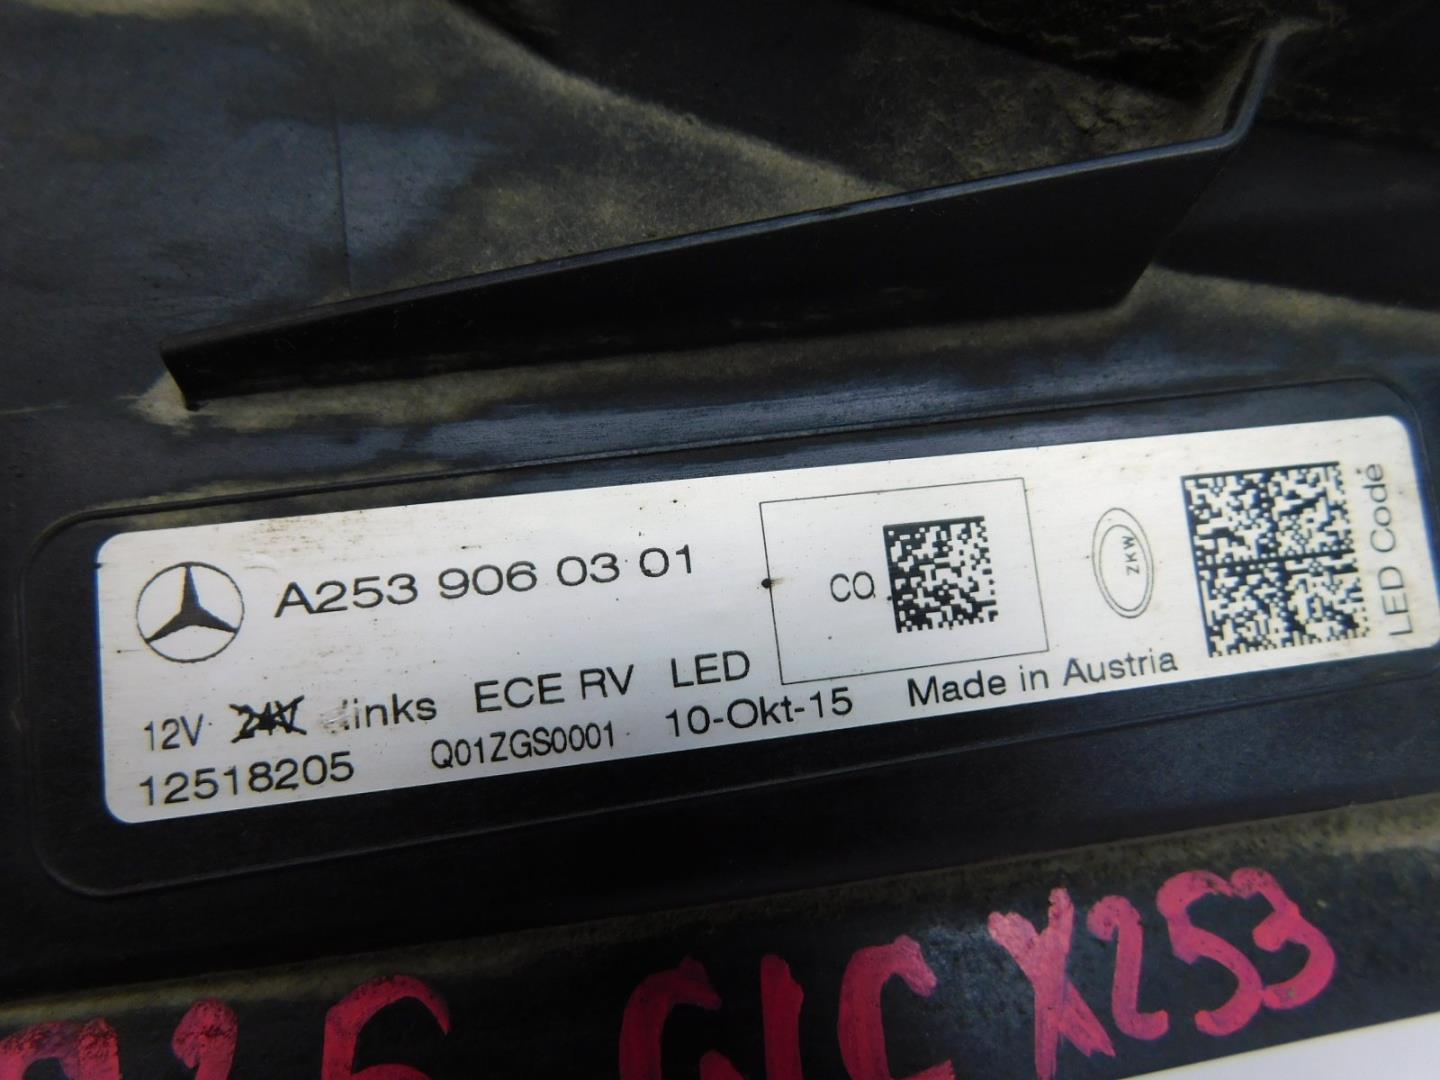 A253 906 03 01
CQ
ZKW
LED Code
12V 24V links ECE RV LED
12518205 Q01ZGS0001 10-Okt-15 Made in Austria
GlC X253